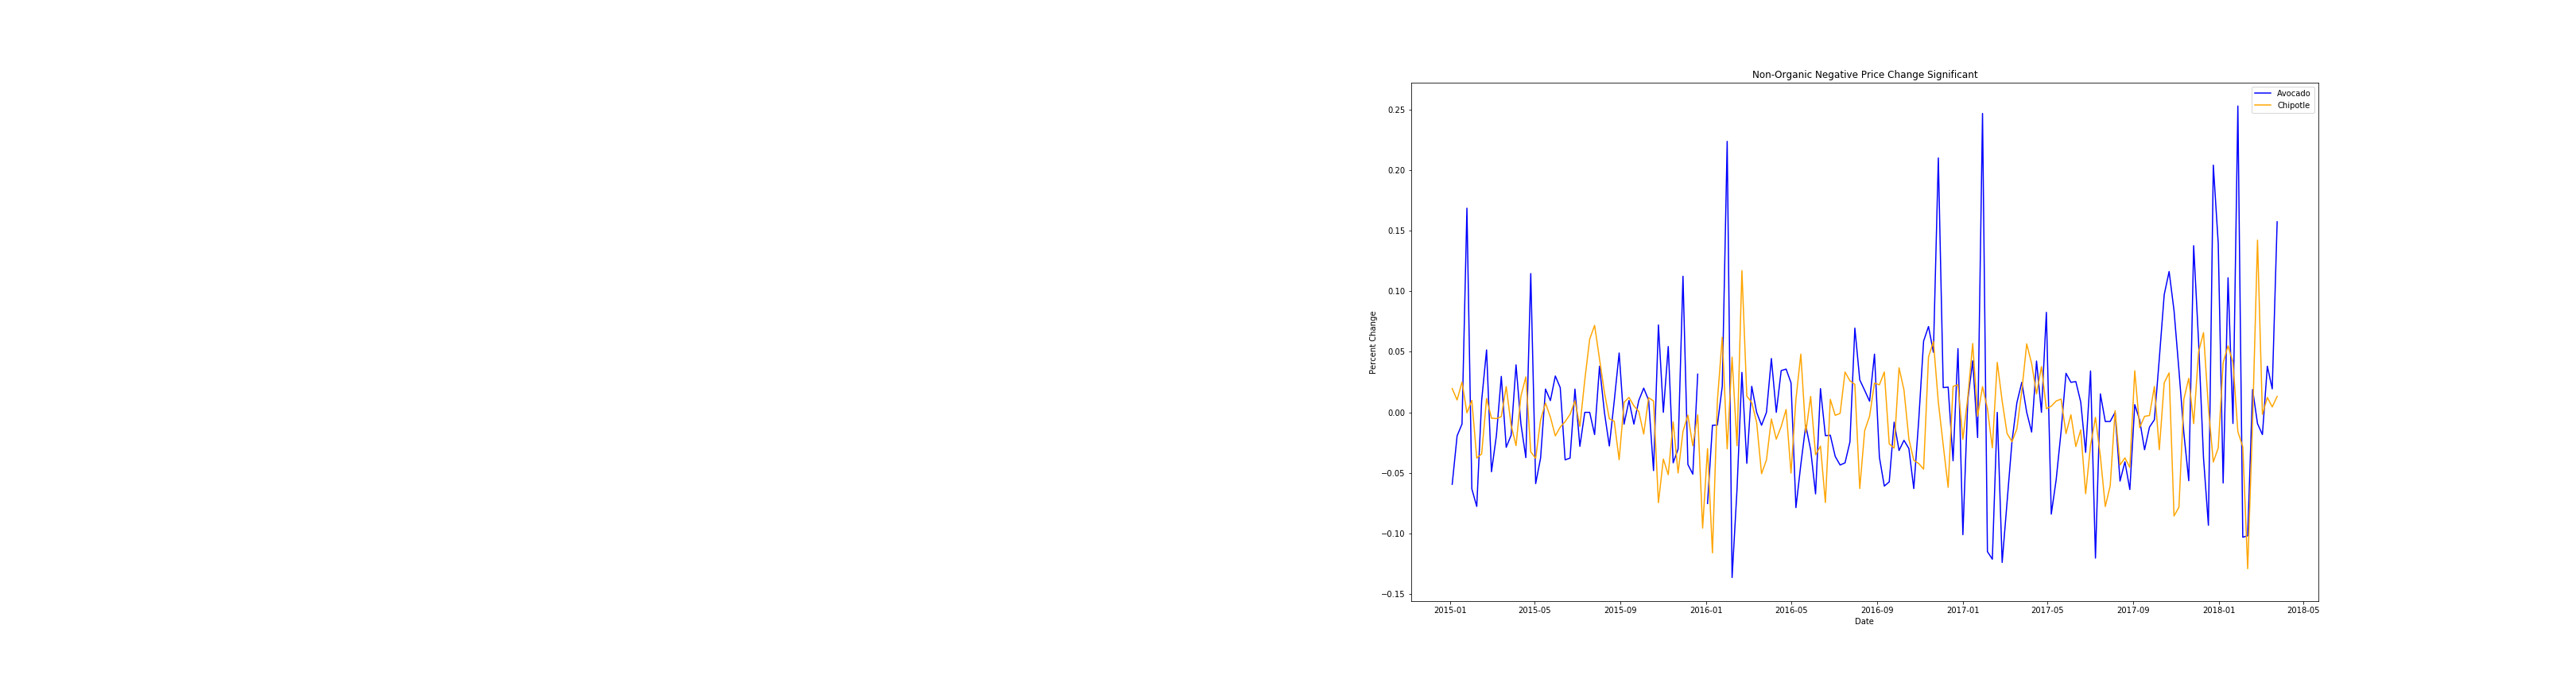 Non-Organic Negative Price Change Significant
Avocado
Chipotle
0.25
0.20
0.15
0.10
0.05
0.00
−0.05
−0.10
−0.15
Percent Change
2015-01 2015-05 2015-09 2016-01 2016-05 2016-09 2017-01 2017-05 2017-09 2018-01 2018-05
Date